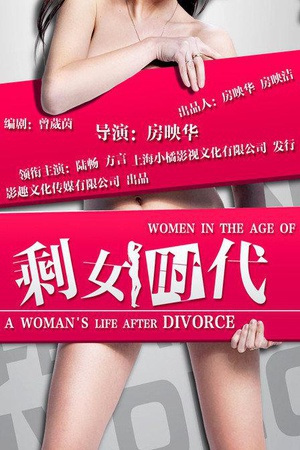 出品人：房映华 房映洁
编剧：曾葳茵
导演：房映华
领衔主演：陆畅 方言 上海小橘影视文化有限公司 发行
影趣文化传媒有限公司 出品
WOMEN IN THE AGE OF
剩女时代
A WOMAN'S LIFE AFTER DIVORCE